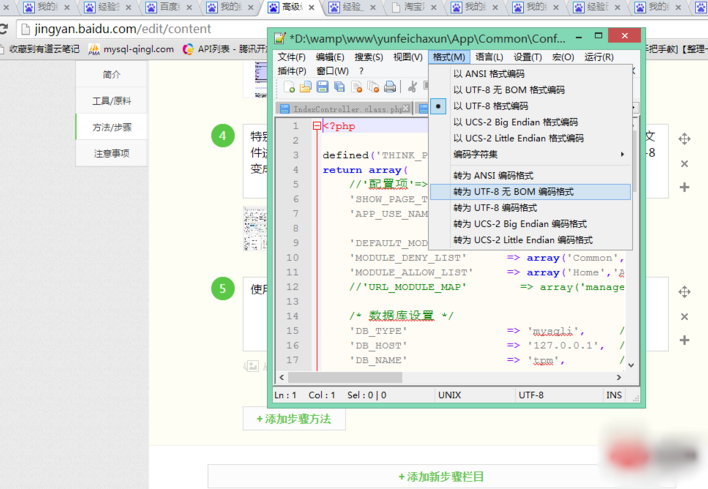 我的
经验
百度
我的
高级
经验
淘宝
我的
经验
我的
jingyan.baidu.com/edit/content
收藏到有道云笔记
mysql-qingl.com
API列表 - 腾讯开
手把手教】【整理一
简介
工具/原料
方法/步骤
注意事项
4
特别
文
件
-8
变成
5
使用
+ 添加步骤方法
+ 添加新步骤栏目
*D:\wamp\www\yunfeichaxun\App\Common\Conf...
文件(F) 编辑(E) 搜索(S) 视图(V) 格式(M) 语言(L) 设置(T) 宏(O) 运行(R)
插件(P) 窗口(W) ?
IndexController.class.php
以 ANSI 格式编码
以 UTF-8 无 BOM 格式编码
以 UTF-8 格式编码
以 UCS-2 Big Endian 格式编码
以 UCS-2 Little Endian 格式编码
编码字符集
转为 ANSI 编码格式
转为 UTF-8 无 BOM 编码格式
转为 UTF-8 编码格式
转为 UCS-2 Big Endian 编码格式
转为 UCS-2 Little Endian 编码格式
1 <?php
2
3 defined('THINK_P
4 return array(
5 //'配置项'=>
6 'SHOW_PAGE_T
7 'APP_USE_NAM
8
9 'DEFAULT_MOD
10 'MODULE_DENY_LIST' => array('Common',
11 'MODULE_ALLOW_LIST' => array('Home','
12 //'URL_MODULE_MAP' => array('manage
13
14 /* 数据库设置 */
15 'DB_TYPE' => 'mysqli', /
16 'DB_HOST' => '127.0.0.1', /
17 'DB_NAME' => 'tpm', /
Ln : 1 Col : 1 Sel : 0 | 0 UNIX UTF-8 INS